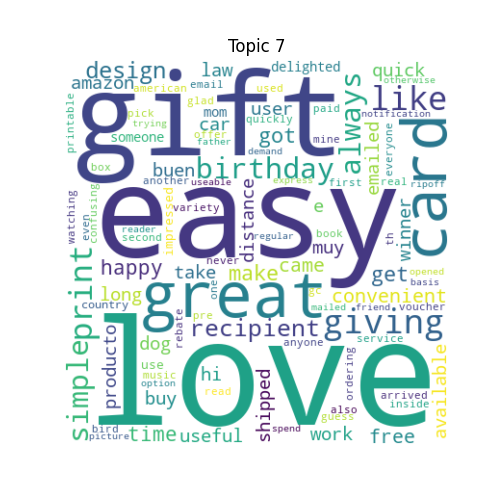 Topic 7
gift
easy
love
great
card
like
birthday
giving
design
law
delighted
quick
amazon
email
used
notification
american
glad
user
always
mom
paid
otherwise
printable
pick
trying
quickly
someone
offer
car
got
mine
father
demand
emailed
everyone
box
buen
another
useable
express
first
real
ripoff
confusing
watching
impressed
variety
distance
e
book
winner
even
reader
second
never
regular
muy
th
happy
take
make
came
get
opened
basis
simple
print
long
one
gc
convenient
country
mailed
friend
voucher
producto
rebate
pre
recipient
dog
anyone
service
use
music
hi
shipped
ordering
available
option
buy
read
also
arrived
inside
guess
bird
picture
time
useful
spend
work
free